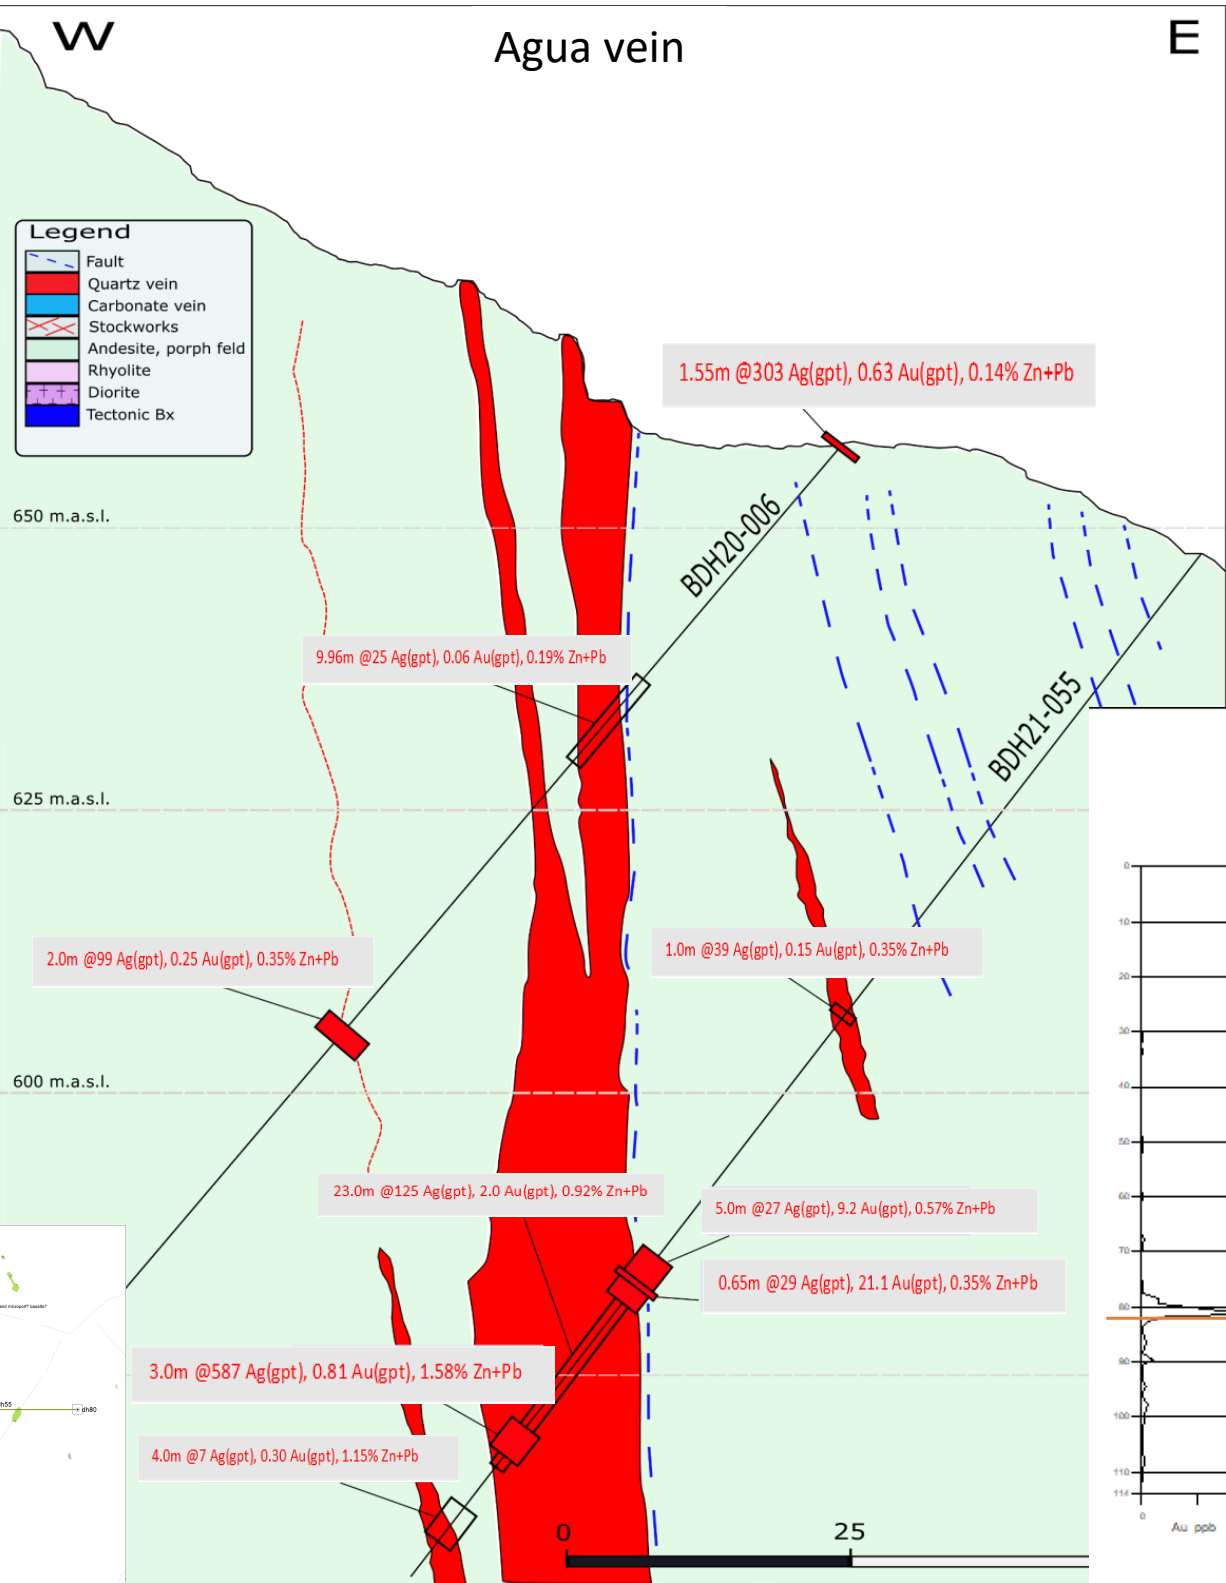 W
Agua vein
E
Legend
Fault
Quartz vein
Carbonate vein
Stockworks
Andesite, porph feld
Rhyolite
Diorite
Tectonic Bx
1.55m @303 Ag(gpt), 0.63 Au(gpt), 0.14% Zn+Pb
650 m.a.s.l.
BDH20-006
9.96m @25 Ag(gpt), 0.06 Au(gpt), 0.19% Zn+Pb
BDH21-055
625 m.a.s.l.
2.0m @99 Ag(gpt), 0.25 Au(gpt), 0.35% Zn+Pb
1.0m @39 Ag(gpt), 0.15 Au(gpt), 0.35% Zn+Pb
600 m.a.s.l.
23.0m @125 Ag(gpt), 2.0 Au(gpt), 0.92% Zn+Pb
5.0m @27 Ag(gpt), 9.2 Au(gpt), 0.57% Zn+Pb
0.65m @29 Ag(gpt), 21.1 Au(gpt), 0.35% Zn+Pb
3.0m @587 Ag(gpt), 0.81 Au(gpt), 1.58% Zn+Pb
4.0m @7 Ag(gpt), 0.30 Au(gpt), 1.15% Zn+Pb
0
25
0
10
20
30
40
50
60
70
80
90
100
110
114
0
Au ppb
dh80